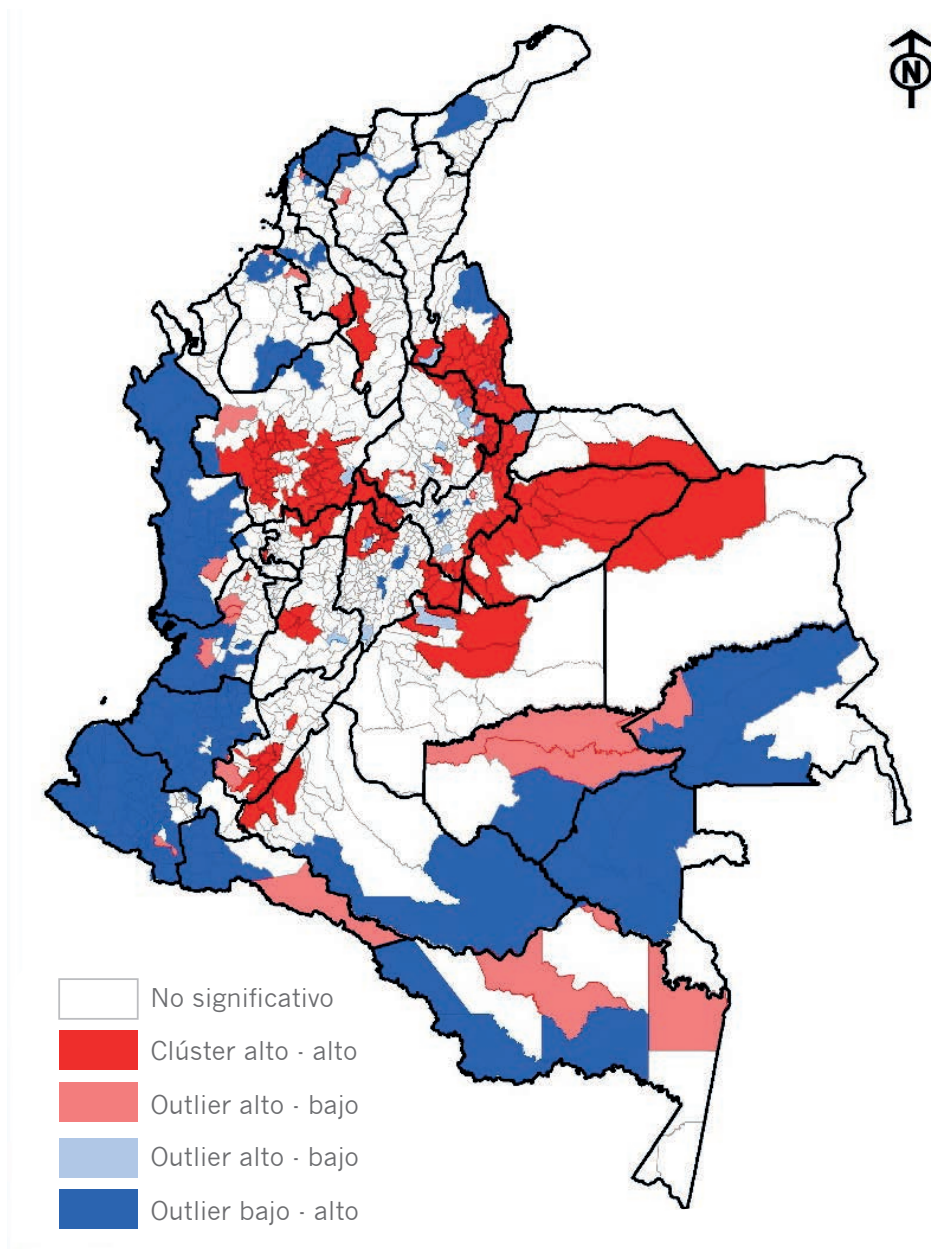 N
No significativo
Clúster alto - alto
Outlier alto - bajo
Outlier alto - bajo
Outlier bajo - alto